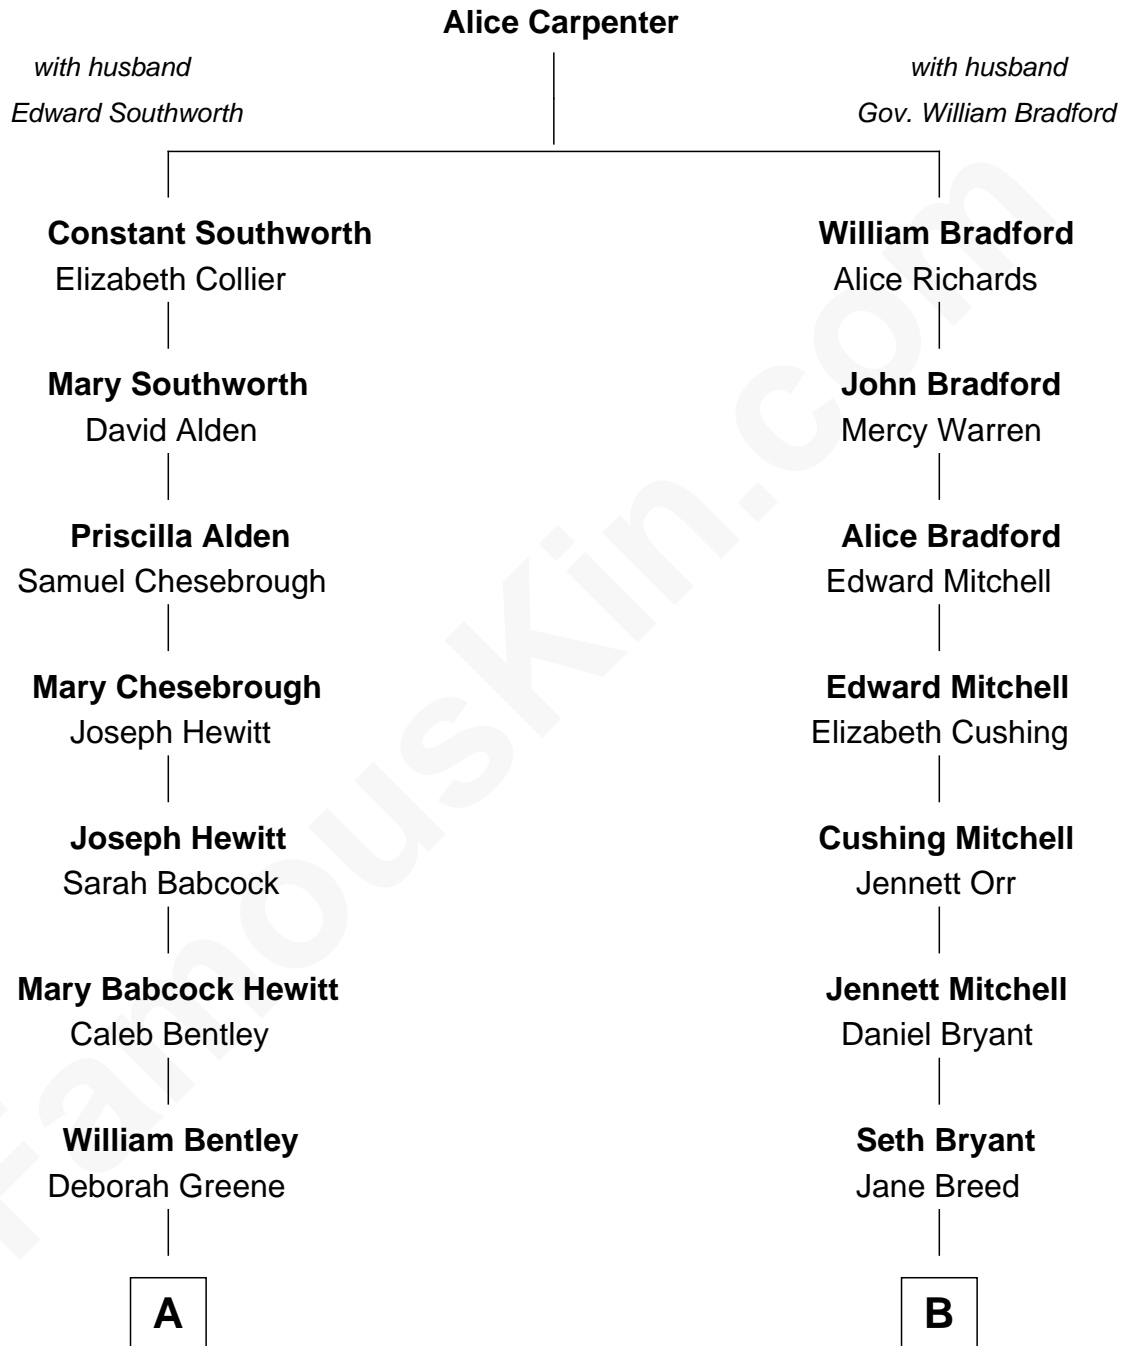 Alice Carpenter
with husband
Edward Southworth
with husband
Gov. William Bradford
Constant Southworth
Elizabeth Collier
William Bradford
Alice Richards
Mary Southworth
David Alden
John Bradford
Mercy Warren
Priscilla Alden
Samuel Chesebrough
Alice Bradford
Edward Mitchell
Mary Chesebrough
Joseph Hewitt
Edward Mitchell
Elizabeth Cushing
Joseph Hewitt
Sarah Babcock
Cushing Mitchell
Jennett Orr
Mary Babcock Hewitt
Caleb Bentley
Jennett Mitchell
Daniel Bryant
William Bentley
Deborah Greene
Seth Bryant
Jane Breed
A
B
FamousKin.com